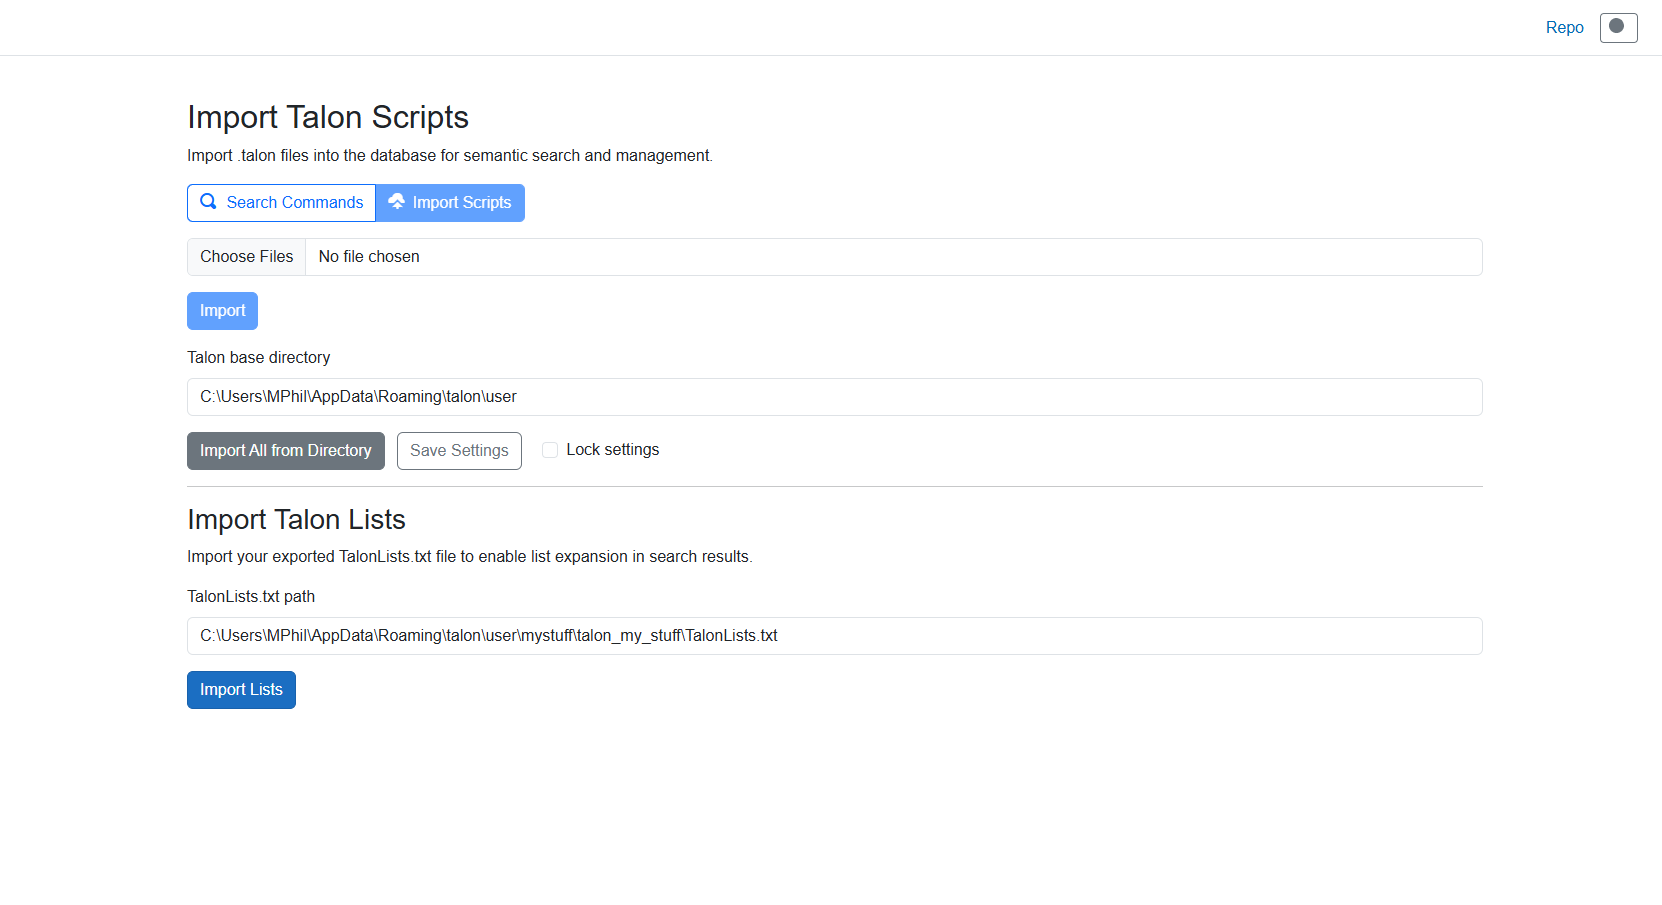 Repo
Import Talon Scripts
Import .talon files into the database for semantic search and management.
Search Commands Import Scripts
Choose Files No file chosen
Import
Talon base directory
C:\Users\MPhil\AppData\Roaming\talon\user
Import All from Directory Save Settings Lock settings
Import Talon Lists
Import your exported TalonLists.txt file to enable list expansion in search results.
TalonLists.txt path
C:\Users\MPhil\AppData\Roaming\talon\user\mystuff\talon_my_stuff\TalonLists.txt
Import Lists